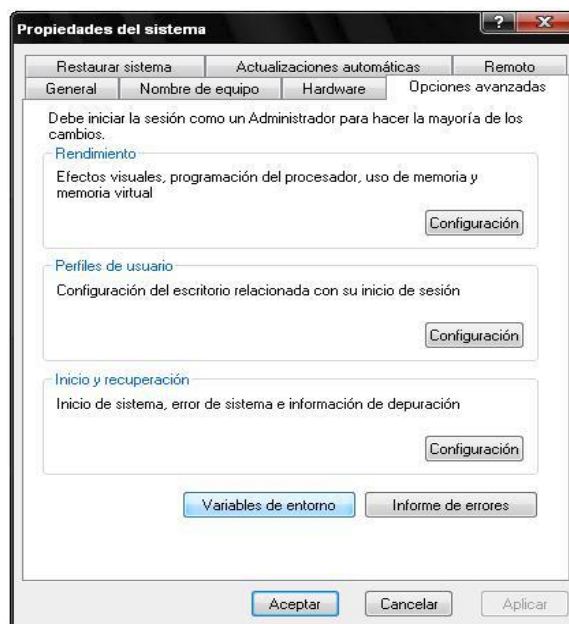 Propiedades del sistema
?
Restaurar sistema
Actualizaciones automáticas
Remoto
General
Nombre de equipo
Hardware
Opciones avanzadas
Debe iniciar la sesión como un Administrador para hacer la mayoría de los
cambios.
Rendimiento
Efectos visuales, programación del procesador, uso de memoria y
memoria virtual
Configuración
Perfiles de usuario
Configuración del escritorio relacionada con su inicio de sesión
Configuración
Inicio y recuperación
Inicio de sistema, error de sistema e información de depuración
Configuración
Variables de entorno
Informe de errores
Aceptar
Cancelar
Aplicar